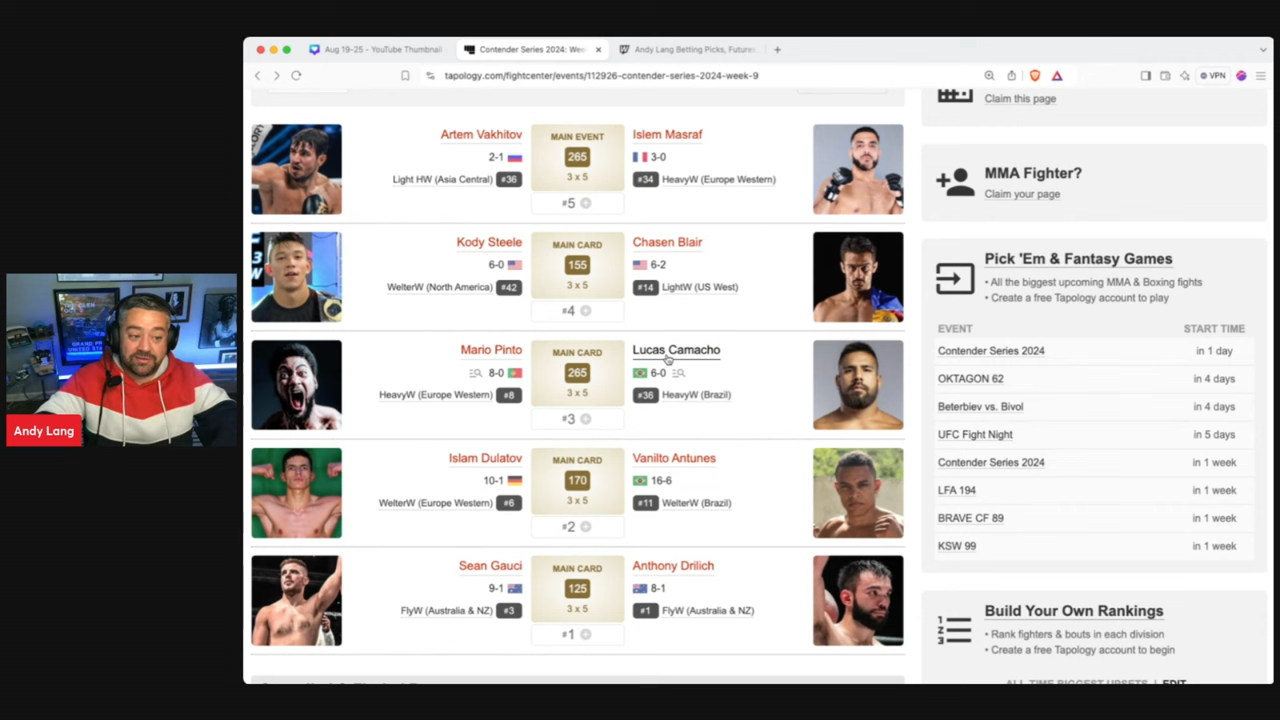 Aug 19-25 - YouTube Thumbnail
Contender Series 2024: Wee
Andy Lang Betting Picks, Futures
tapology.com/fightcenter/events/112926-contender-series-2024-week-9
VPN
Claim this page
Artem Vakhitov
2-1
Light HW (Asia Central) #36
MAIN EVENT
265
3 x 5
#5
Islem Masraf
3-0
#34 HeavyW (Europe Western)
MMA Fighter?
Claim your page
Kody Steele
6-0
WelterW (North America) #42
MAIN CARD
155
3 x 5
#4
Chasen Blair
6-2
#14 LightW (US West)
Pick 'Em & Fantasy Games
• All the biggest upcoming MMA & Boxing fights
• Create a free Tapology account to play
EVENT START TIME
Contender Series 2024 in 1 day
OKTAGON 62 in 4 days
Beterbiev vs. Bivol in 4 days
UFC Fight Night in 5 days
Contender Series 2024 in 1 week
LFA 194 in 1 week
BRAVE CF 89 in 1 week
KSW 99 in 1 week
Mario Pinto
8-0
HeavyW (Europe Western) #8
MAIN CARD
265
3 x 5
#3
Lucas Camacho
6-0
#36 HeavyW (Brazil)
Andy Lang
Islam Dulatov
10-1
WelterW (Europe Western) #6
MAIN CARD
170
3 x 5
#2
Vanilto Antunes
16-6
#11 WelterW (Brazil)
Sean Gauci
9-1
FlyW (Australia & NZ) #3
MAIN CARD
125
3 x 5
#1
Anthony Drilich
8-1
#1 FlyW (Australia & NZ)
Build Your Own Rankings
• Rank fighters & bouts in each division
• Create a free Tapology account to begin
ALL TIME BIGGEST UPSETS | EDIT